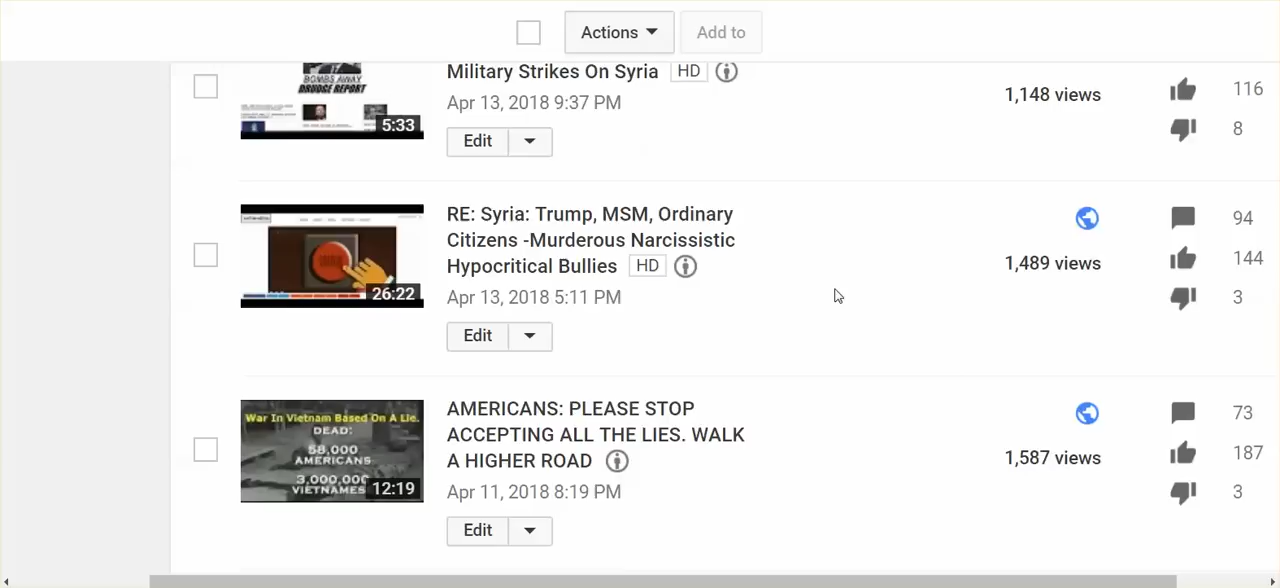 Actions
Add to
BOMBS AWAY
DRUDGE REPORT
5:33
Military Strikes On Syria HD
Apr 13, 2018 9:37 PM
Edit
1,148 views
116
8
26:22
RE: Syria: Trump, MSM, Ordinary
Citizens -Murderous Narcissistic
Hypocritical Bullies HD
Apr 13, 2018 5:11 PM
Edit
1,489 views
94
144
3
War In Vietnam Based On A Lie.
DEAD:
58,000
AMERICANS
3,000,000
VIETNAMES
12:19
AMERICANS: PLEASE STOP
ACCEPTING ALL THE LIES. WALK
A HIGHER ROAD
Apr 11, 2018 8:19 PM
Edit
1,587 views
73
187
3